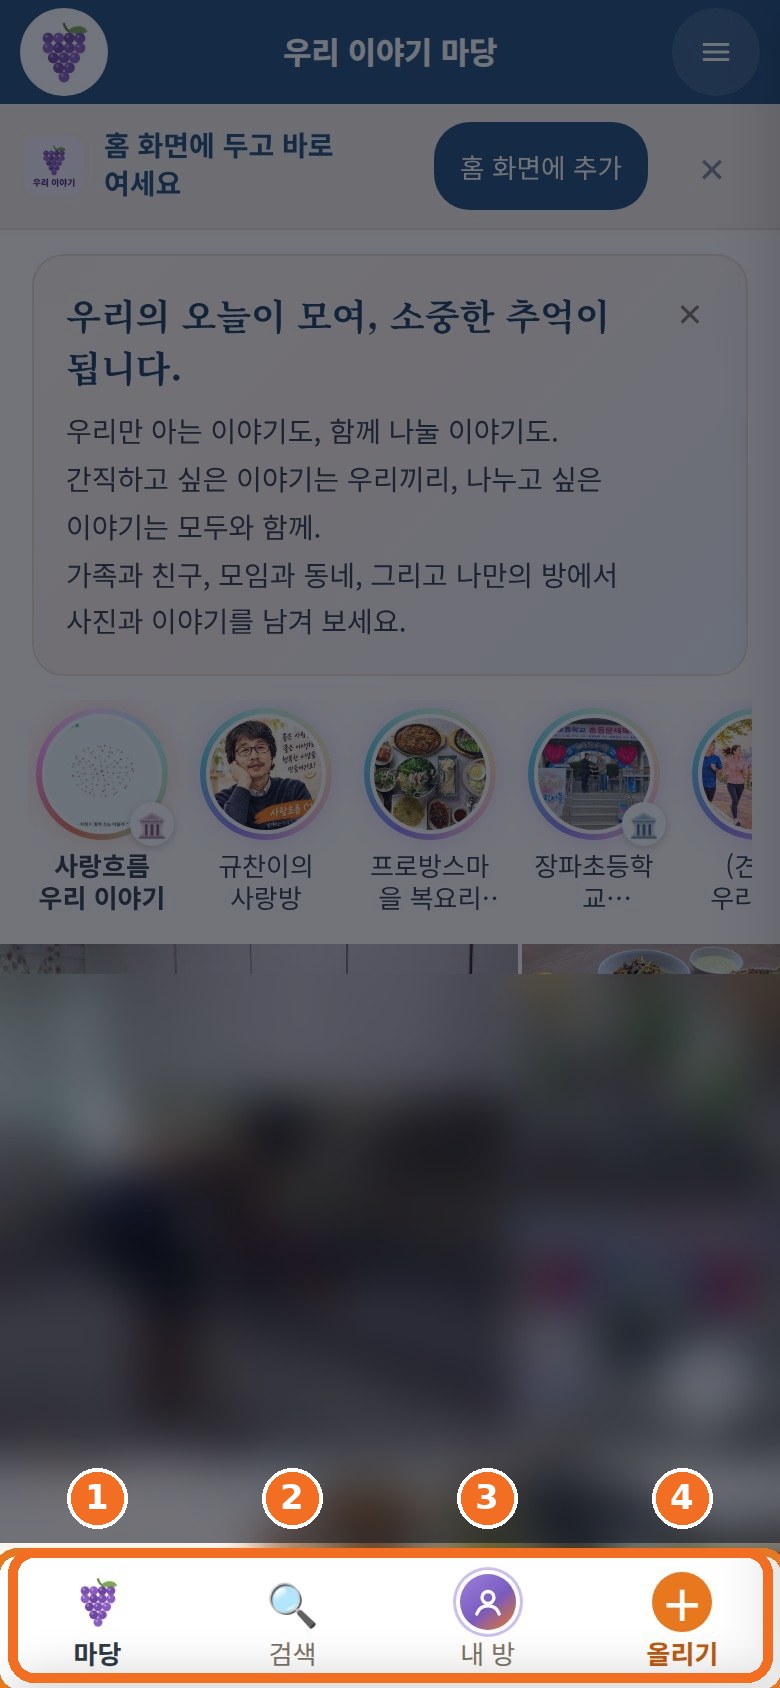 우리 이야기 마당
우리 이야기
홈 화면에 두고 바로
여세요
홈 화면에 추가
우리의 오늘이 모여, 소중한 추억이
됩니다.
우리만 아는 이야기도, 함께 나눌 이야기도.
간직하고 싶은 이야기는 우리끼리, 나누고 싶은
이야기는 모두와 함께.
가족과 친구, 모임과 동네, 그리고 나만의 방에서
사진과 이야기를 남겨 보세요.
사랑흐름
우리 이야기
규찬이의
사랑방
프로방스마
을 복요리··
장파초등학
교···
1
2
3
4
마당
검색
내 방
올리기